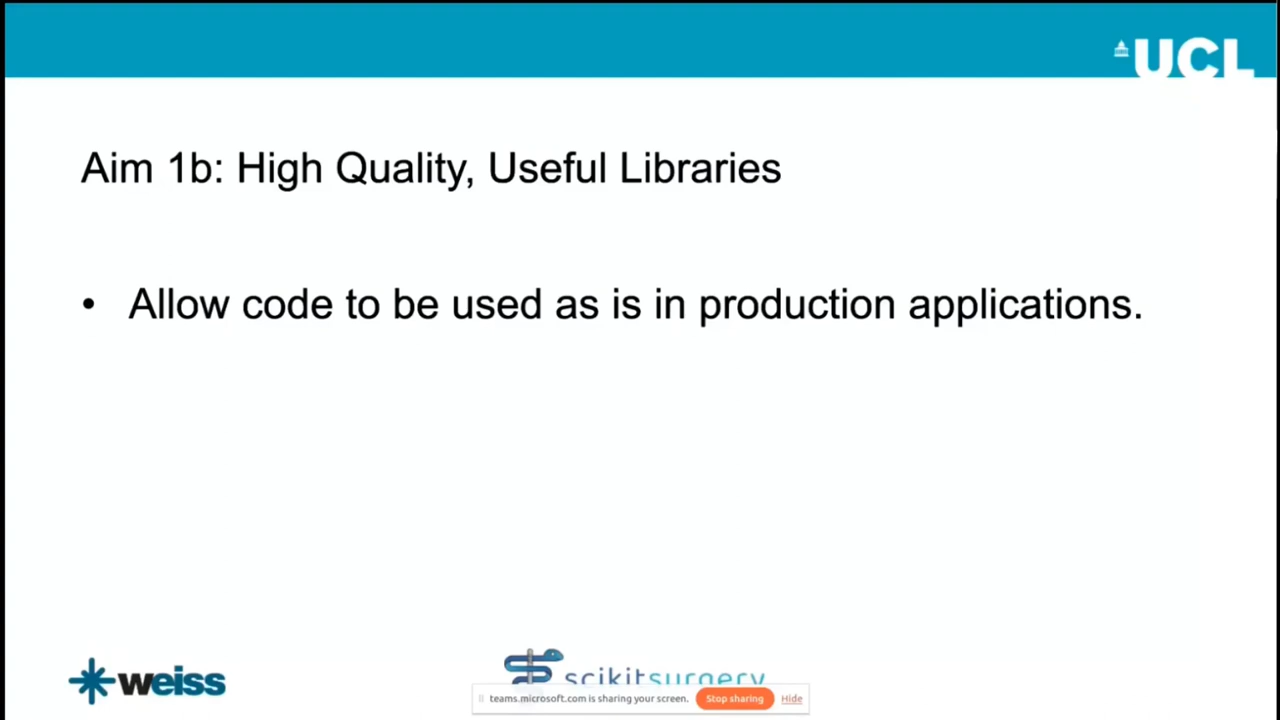 UCL
Aim 1b: High Quality, Useful Libraries
• Allow code to be used as is in production applications.
weiss
scikitsurgery
teams.microsoft.com is sharing your screen. Stop sharing Hide